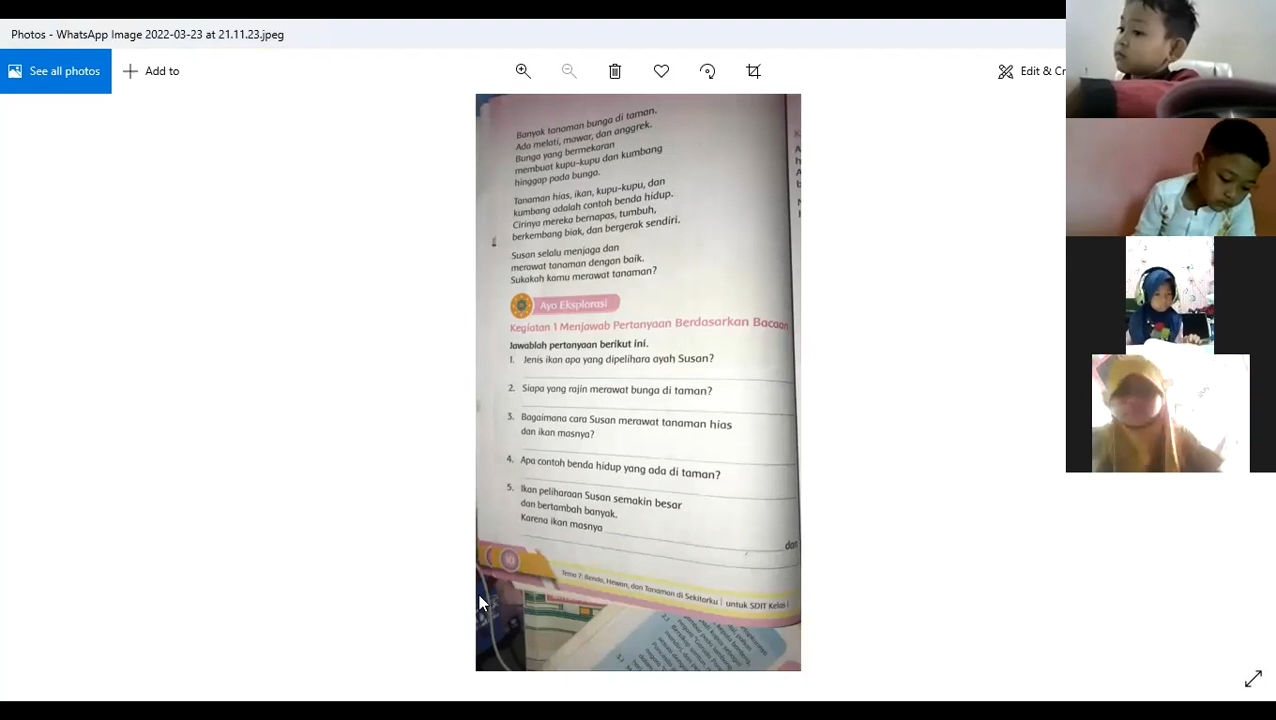 Photos - WhatsApp Image 2022-03-23 at 21.11.23.jpeg
See all photos
Add to
Edit & Cr
Banyak tanaman bunga di taman.
Ada melati, mawar, dan anggrek.
Bunga yang bermekaran
membuat kupu-kupu dan kumbang
hinggap pada bunga.
Tanaman hias, ikan, kupu-kupu, dan
kumbang adalah contoh benda hidup.
Cirinya mereka bernapas, tumbuh,
berkembang biak, dan bergerak sendiri.
Susan selalu menjaga dan
merawat tanaman dengan baik.
Sukakah kamu merawat tanaman?
Ayo Eksplorasi
Kegiatan 1 Menjawab Pertanyaan Berdasarkan Bacaan
Jawablah pertanyaan berikut ini.
1. Jenis ikan apa yang dipelihara ayah Susan?
2. Siapa yang rajin merawat bunga di taman?
3. Bagaimana cara Susan merawat tanaman hias
dan ikan masnya?
4. Apa contoh benda hidup yang ada di taman?
5. Ikan peliharaan Susan semakin besar
dan bertambah banyak.
Karena ikan masnya
dan
Tema 7: Benda, Hewan, dan Tanaman di Sekitarku | untuk SDIT Kelas I